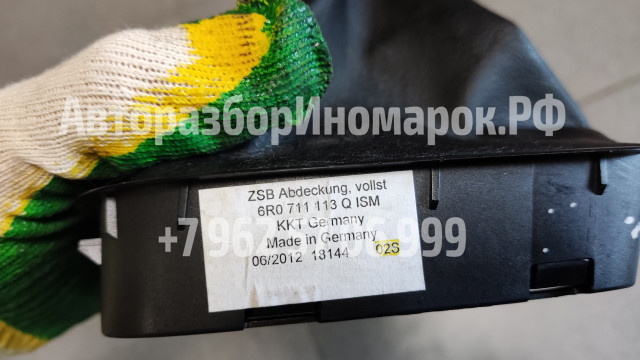 АвторазборИномарок.РФ
ZSB Abdeckung, vollst
6R0 711 113 Q ISM
KKT Germany
Made in Germany
06/2012 13144 02S